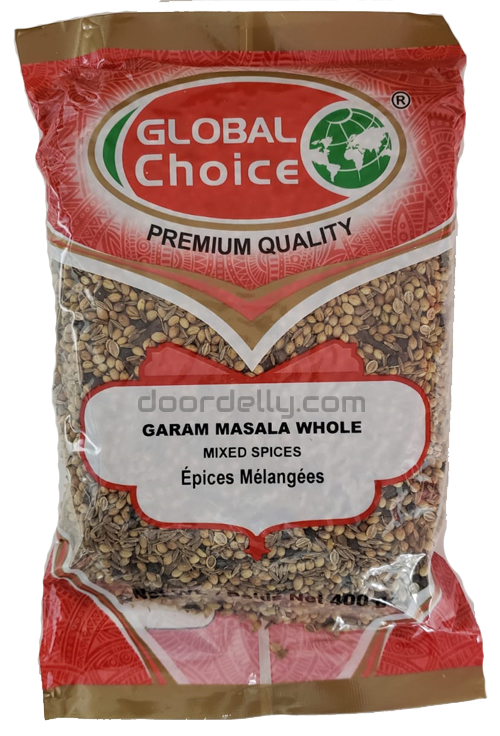 ®
GLOBAL
Choice
PREMIUM QUALITY
doordelly.com
GARAM MASALA WHOLE
MIXED SPICES
Épices Mélangées
Net 400